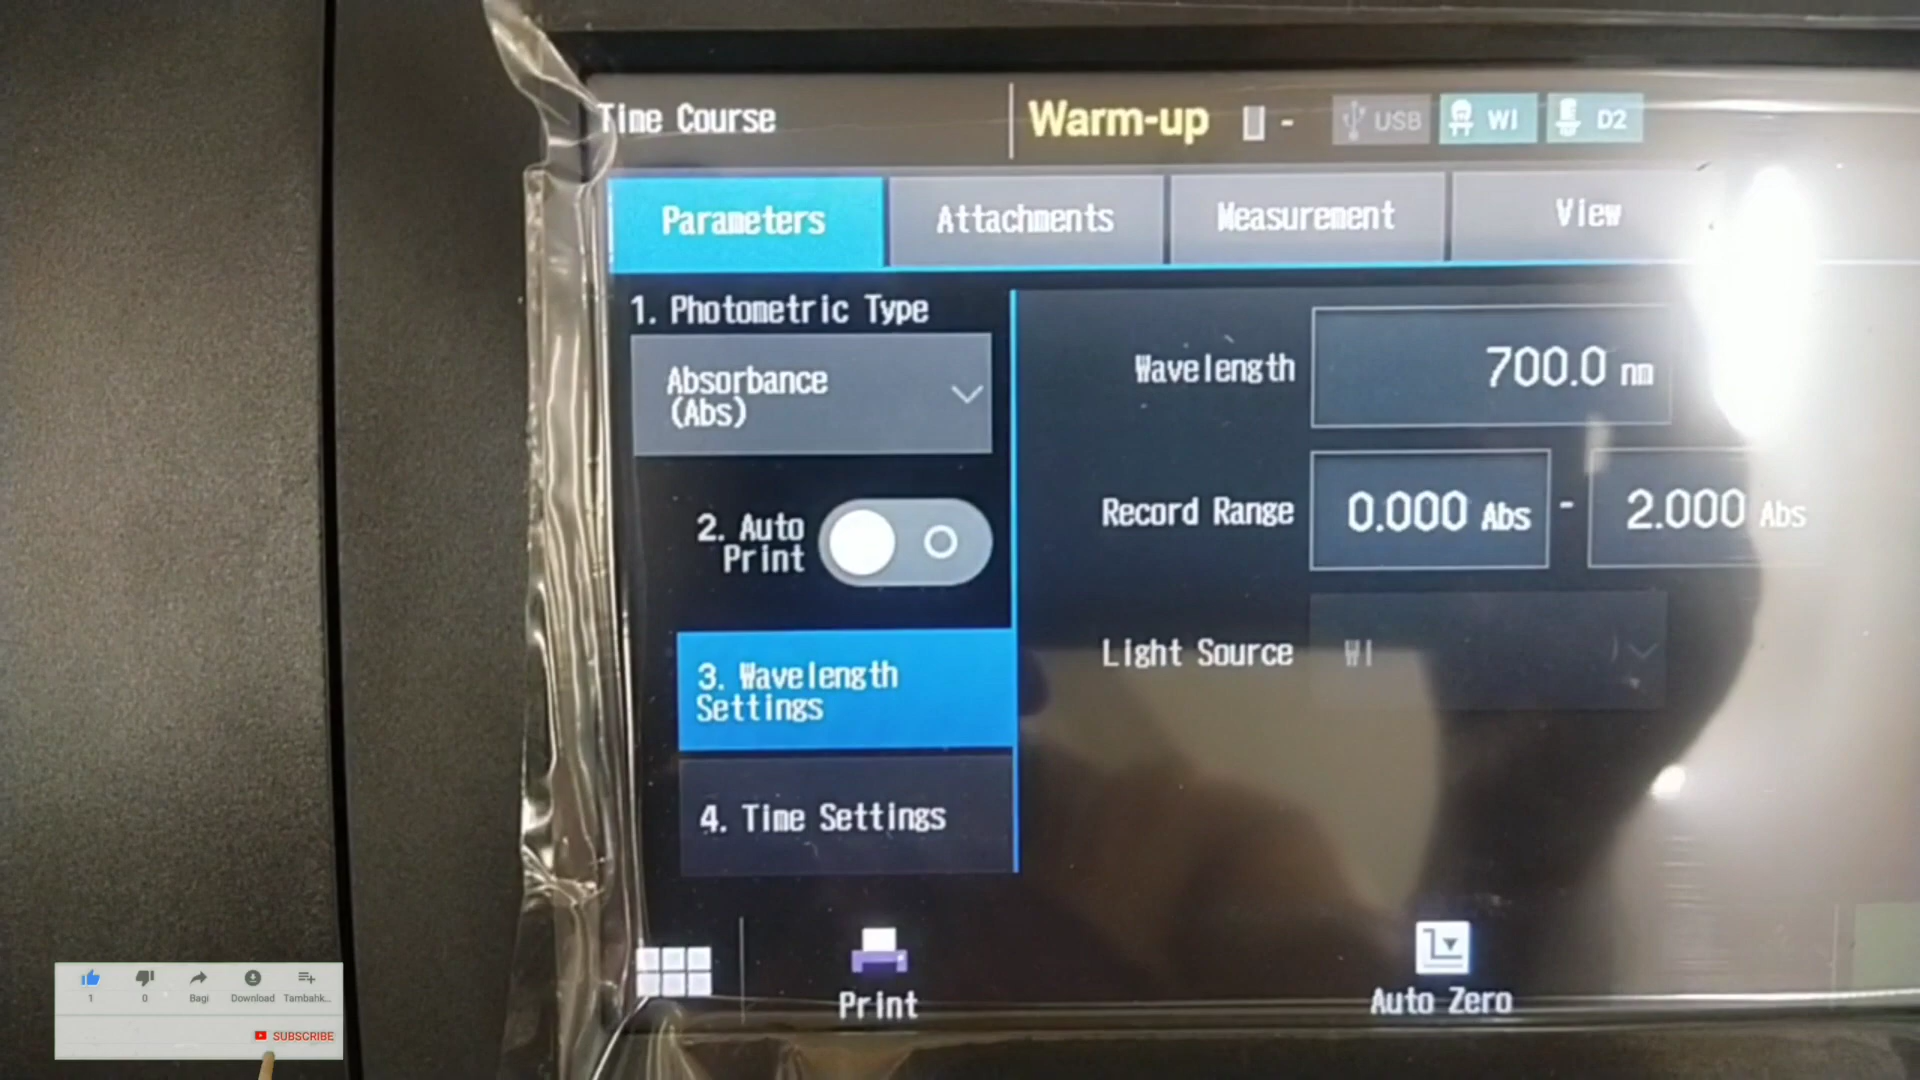 Time Course
Warm-up - USB WI D2
Parameters Attachments Measurement View
1. Photometric Type
Absorbance
(Abs)
2. Auto
Print
3. Wavelength
Settings
4. Time Settings
Wavelength 700.0 nm
Record Range 0.000 Abs - 2.000 Abs
Light Source WI
Print
Auto Zero
1 0 Bagi Download Tambahk...
SUBSCRIBE